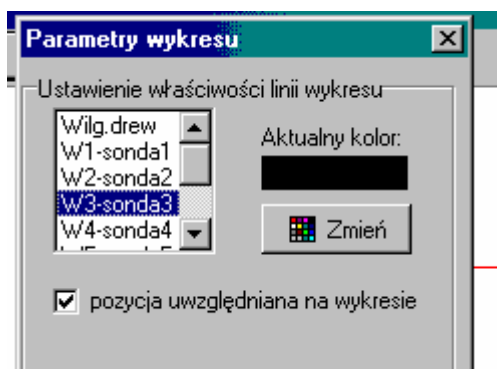 Parametry wykresu
Ustawienie właściwości linii wykresu
Wilg.drew
W1-sonda1
W2-sonda2
W3-sonda3
W4-sonda4
Aktualny kolor:
Zmień
pozycja uwzględniana na wykresie